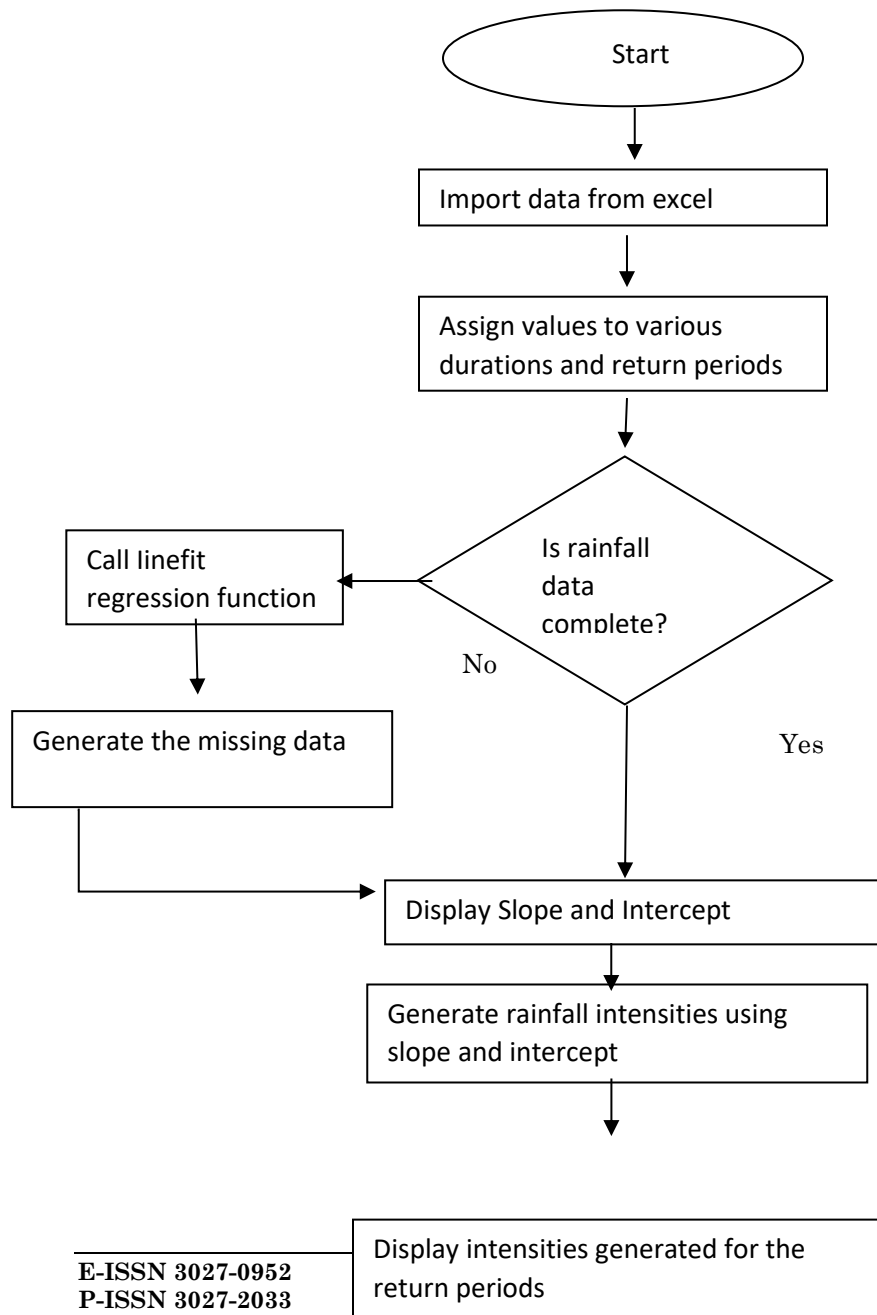 Start
Import data from excel
Assign values to various
durations and return periods
Is rainfall
data
complete?
Call linefit
regression function
No
Generate the missing data
Yes
Display Slope and Intercept
Generate rainfall intensities using
slope and intercept
Display intensities generated for the
return periods
E-ISSN 3027-0952
P-ISSN 3027-2033